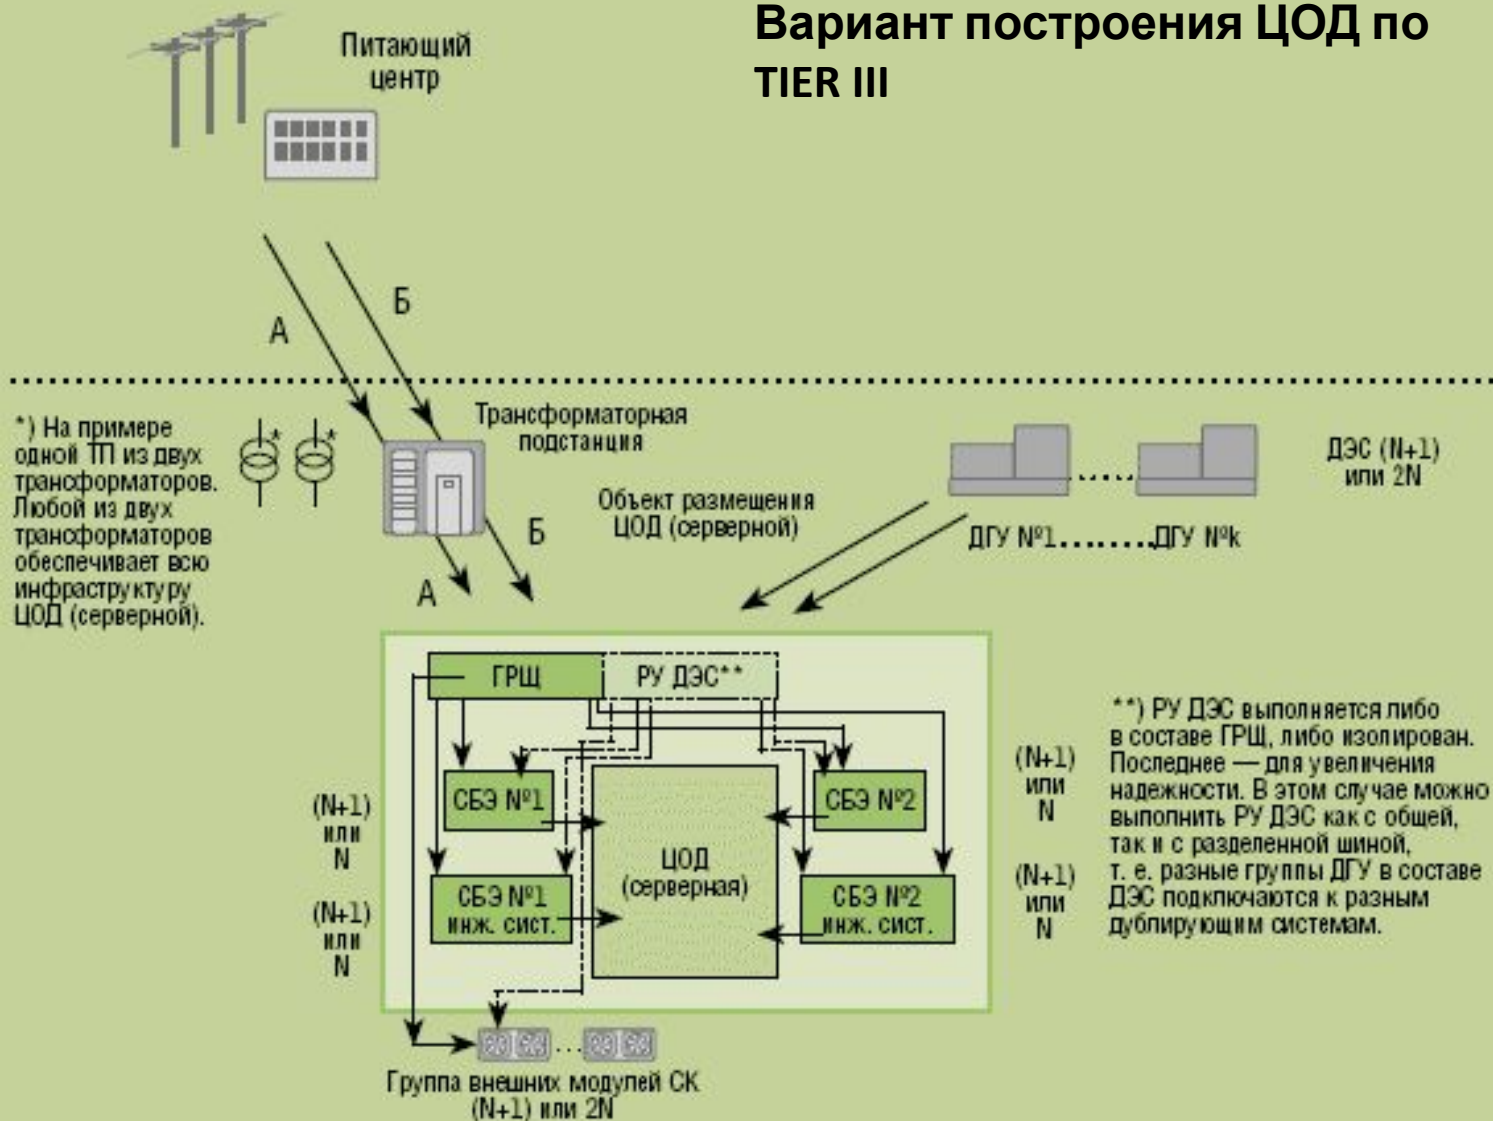 Вариант построения ЦОД по
TIER III
Питающий
центр
А
Б
*) На примере
одной ТП из двух
трансформаторов.
Любой из двух
трансформаторов
обеспечивает всю
инфраструктуру
ЦОД (серверной).
*
*
Трансформаторная
подстанция
Объект размещения
ЦОД (серверной)
ДЭС (N+1)
или 2N
ДГУ №1.........ДГУ №k
Б
А
ГРЩ
РУ ДЭС**
СБЭ №1
СБЭ №2
ЦОД
(серверная)
СБЭ №1
инж. сист.
СБЭ №2
инж. сист.
(N+1)
или
N
(N+1)
или
N
(N+1)
или
N
(N+1)
или
N
**) РУ ДЭС выполняется либо
в составе ГРЩ, либо изолирован.
Последнее — для увеличения
надежности. В этом случае можно
выполнить РУ ДЭС как с общей,
так и с разделенной шиной,
т. е. разные группы ДГУ в составе
ДЭС подключаются к разным
дублирующим системам.
Группа внешних модулей СК
(N+1) или 2N